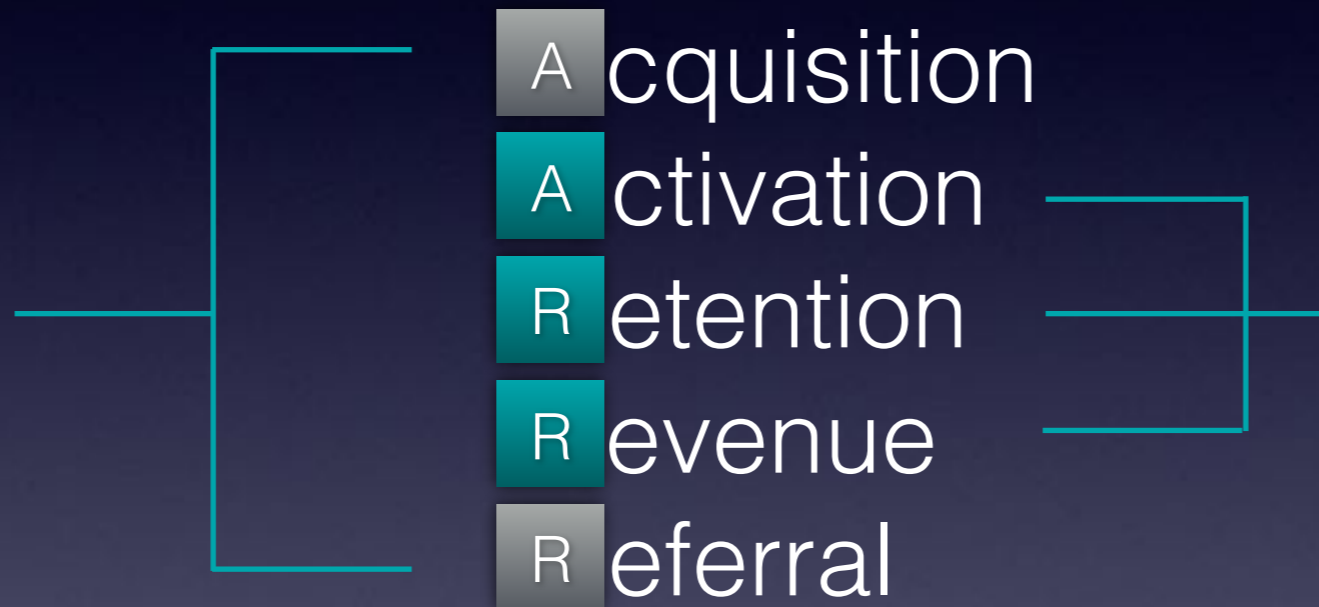 Acquisition
Activation
Retention
Revenue
Referral